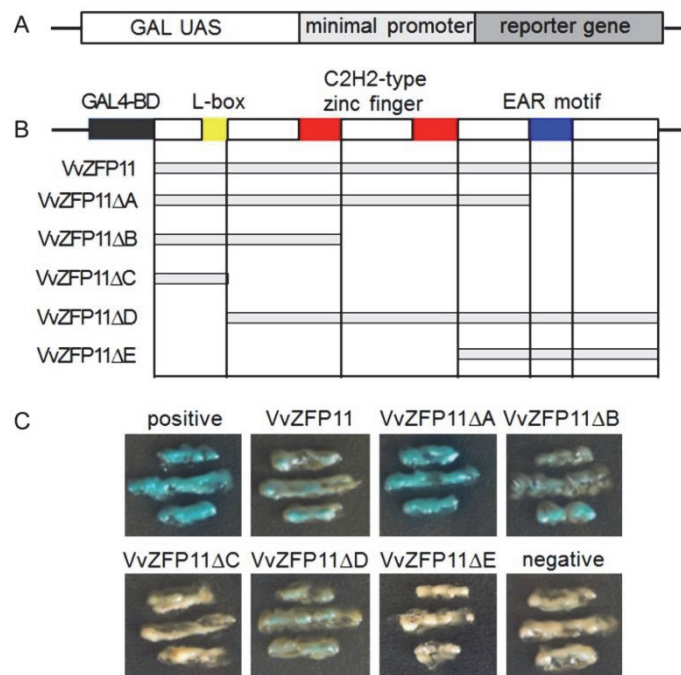 A
GAL UAS minimal promoter reporter gene
C2H2-type
GAL4-BD L-box zinc finger EAR motif
B
VvZFP11
VvZFP11ΔA
VvZFP11ΔB
VvZFP11ΔC
VvZFP11ΔD
VvZFP11ΔE
C
positive VvZFP11 VvZFP11ΔA VvZFP11ΔB
VvZFP11ΔC VvZFP11ΔD VvZFP11ΔE negative